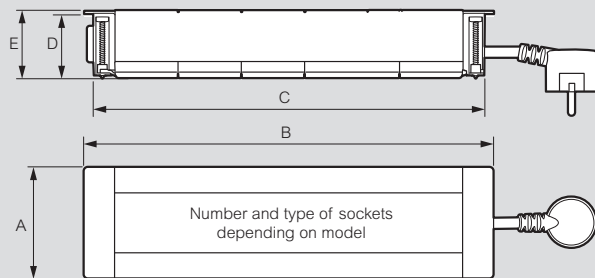 E
D
C
B
A
Number and type of sockets
depending on model